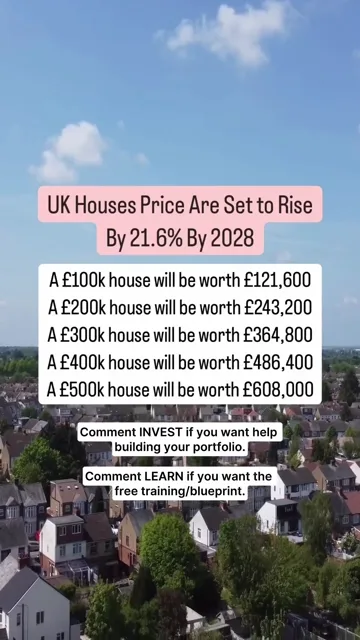 UK Houses Price Are Set to Rise
By 21.6% By 2028
A £100k house will be worth £121,600
A £200k house will be worth £243,200
A £300k house will be worth £364,800
A £400k house will be worth £486,400
A £500k house will be worth £608,000
Comment INVEST if you want help
building your portfolio.
Comment LEARN if you want the
free training/blueprint.